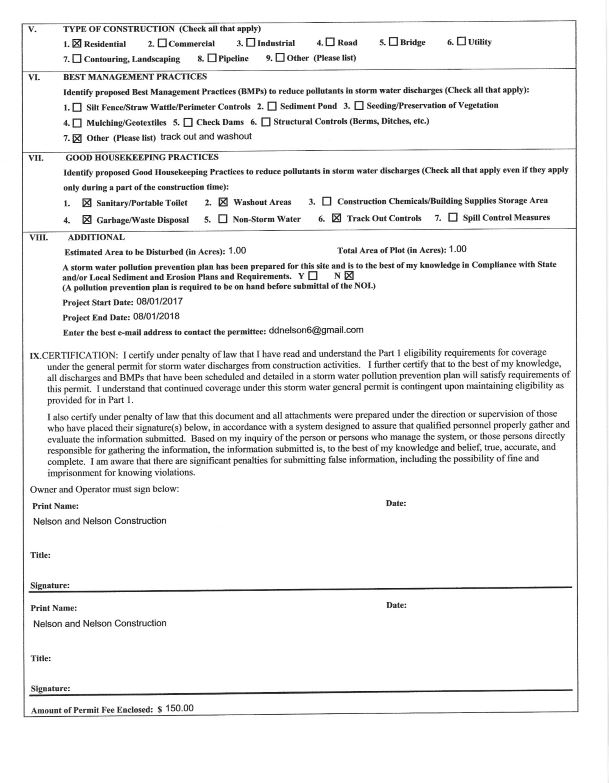 V. TYPE OF CONSTRUCTION (Check all that apply)
1. ☒ Residential 2. ☐ Commercial 3. ☐ Industrial 4. ☐ Road 5. ☐ Bridge 6. ☐ Utility
7. ☐ Contouring, Landscaping 8. ☐ Pipeline 9. ☐ Other (Please list)
VI. BEST MANAGEMENT PRACTICES
Identify proposed Best Management Practices (BMPs) to reduce pollutants in storm water discharges (Check all that apply):
1. ☐ Silt Fence/Straw Wattle/Perimeter Controls 2. ☐ Sediment Pond 3. ☐ Seeding/Preservation of Vegetation
4. ☐ Mulching/Geotextiles 5. ☐ Check Dams 6. ☐ Structural Controls (Berms, Ditches, etc.)
7. ☒ Other (Please list) track out and washout
VII. GOOD HOUSEKEEPING PRACTICES
Identify proposed Good Housekeeping Practices to reduce pollutants in storm water discharges (Check all that apply even if they apply
only during a part of the construction time):
1. ☒ Sanitary/Portable Toilet 2. ☒ Washout Areas 3. ☐ Construction Chemicals/Building Supplies Storage Area
4. ☒ Garbage/Waste Disposal 5. ☐ Non-Storm Water 6. ☒ Track Out Controls 7. ☐ Spill Control Measures
VIII. ADDITIONAL
Estimated Area to be Disturbed (in Acres): 1.00 Total Area of Plot (in Acres): 1.00
A storm water pollution prevention plan has been prepared for this site and is to the best of my knowledge in Compliance with State
and/or Local Sediment and Erosion Plans and Requirements. Y ☐ N ☒
(A pollution prevention plan is required to be on hand before submittal of the NOI.)
Project Start Date: 08/01/2017
Project End Date: 08/01/2018
Enter the best e-mail address to contact the permittee: ddnelson6@gmail.com
IX. CERTIFICATION: I certify under penalty of law that I have read and understand the Part 1 eligibility requirements for coverage
under the general permit for storm water discharges from construction activities. I further certify that to the best of my knowledge,
all discharges and BMPs that have been scheduled and detailed in a storm water pollution prevention plan will satisfy requirements of
this permit. I understand that continued coverage under this storm water general permit is contingent upon maintaining eligibility as
provided for in Part 1.
I also certify under penalty of law that this document and all attachments were prepared under the direction or supervision of those
who have placed their signature(s) below, in accordance with a system designed to assure that qualified personnel properly gather and
evaluate the information submitted. Based on my inquiry of the person or persons who manage the system, or those persons directly
responsible for gathering the information, the information submitted is, to the best of my knowledge and belief, true, accurate, and
complete. I am aware that there are significant penalties for submitting false information, including the possibility of fine and
imprisonment for knowing violations.
Owner and Operator must sign below:
Print Name: Date:
Nelson and Nelson Construction
Title:
Signature:
Print Name: Date:
Nelson and Nelson Construction
Title:
Signature:
Amount of Permit Fee Enclosed: $ 150.00